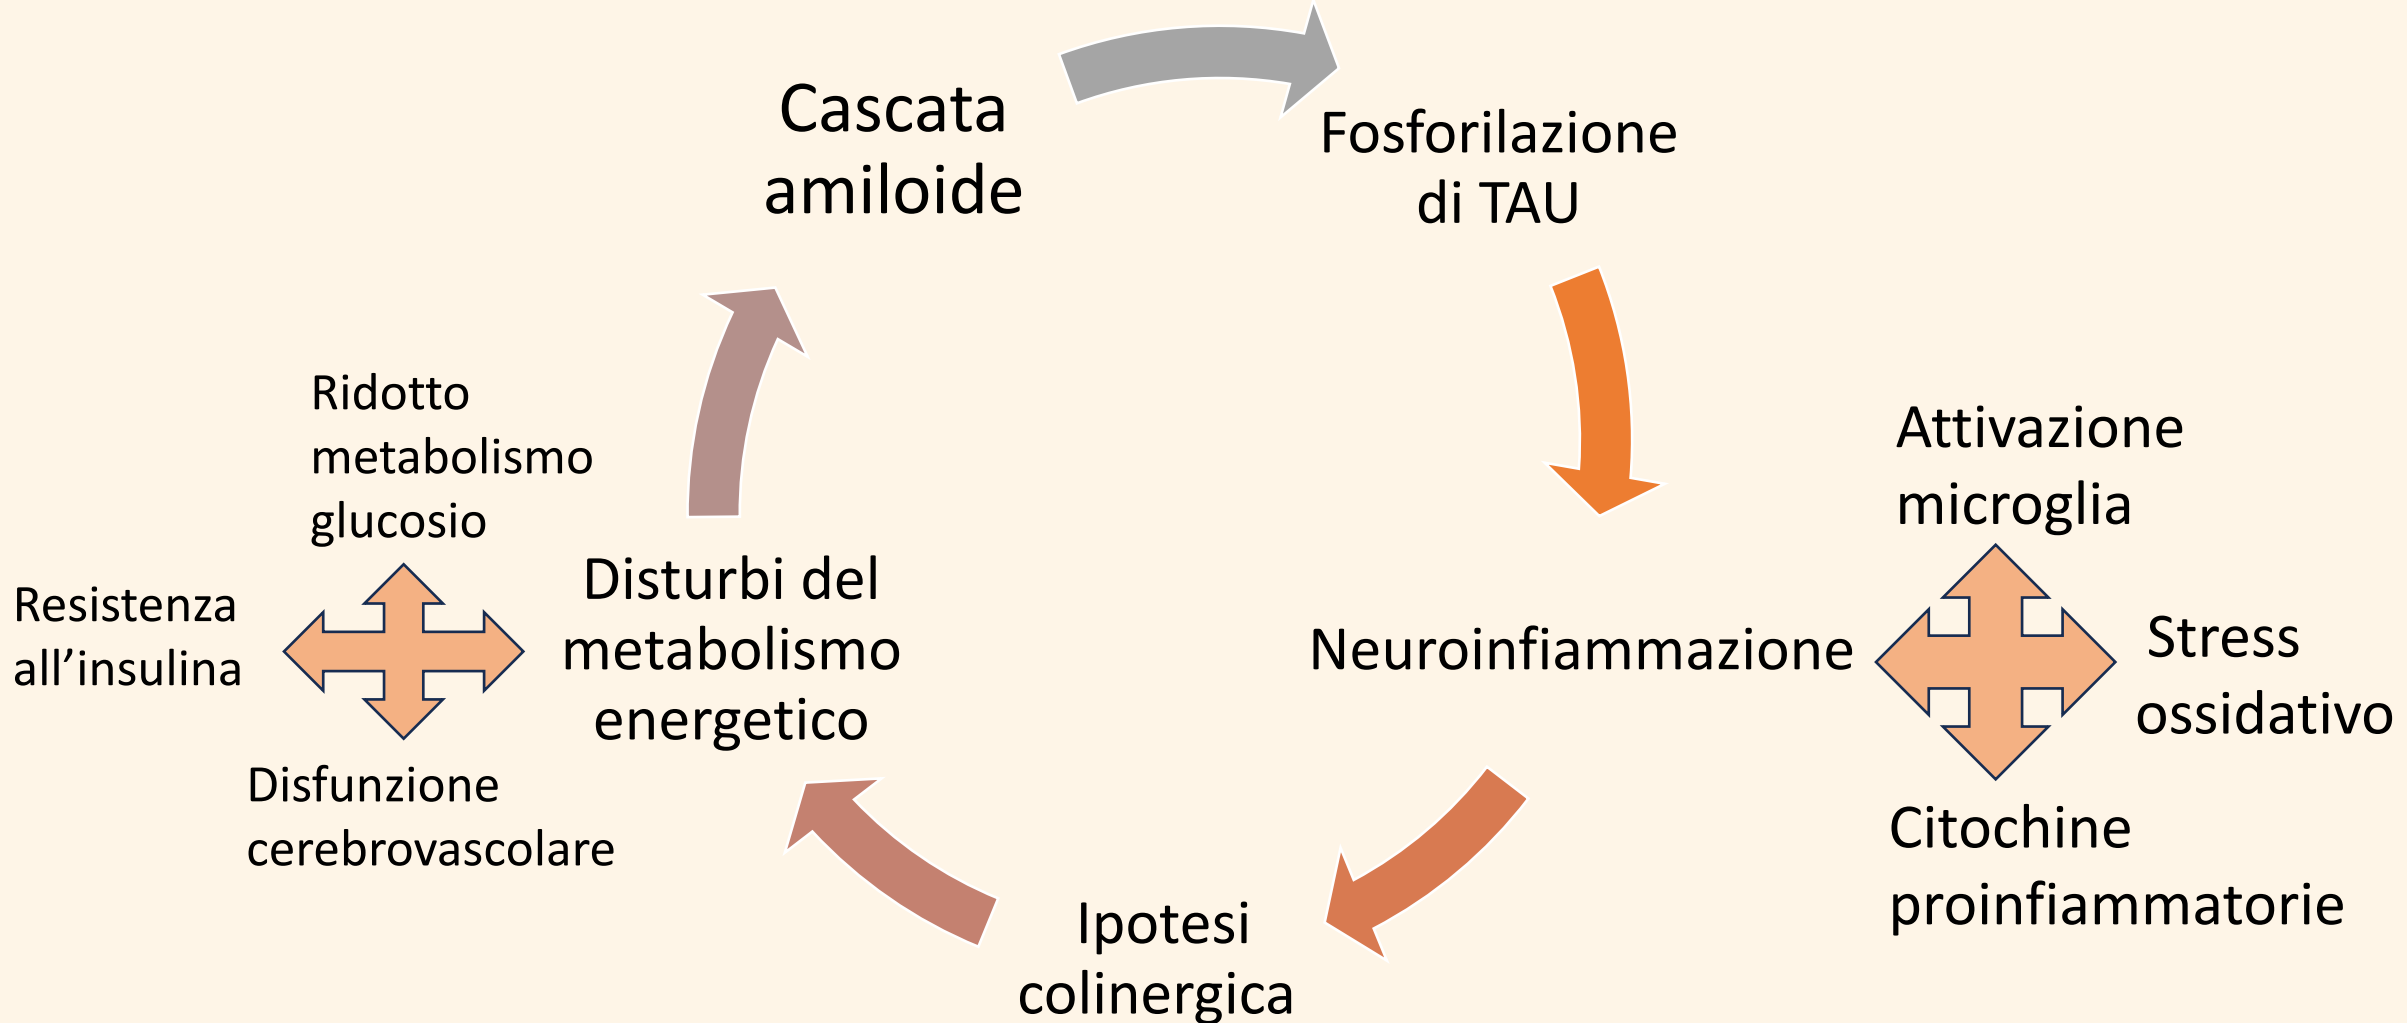 Cascata
amiloide
Fosforilazione
di TAU
Attivazione
microglia
Neuroinfiammazione
Stress
ossidativo
Citochine
proinfiammatorie
Ipotesi
colinergica
Disturbi del
metabolismo
energetico
Ridotto
metabolismo
glucosio
Resistenza
all’insulina
Disfunzione
cerebrovascolare